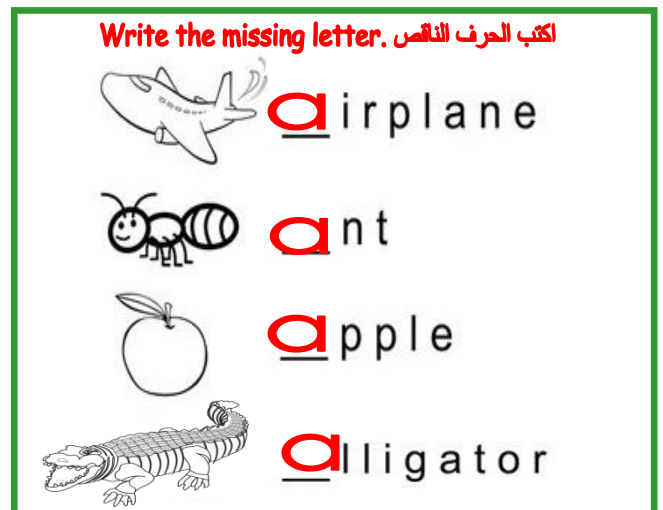 Write the missing letter. اكتب الحرف الناقص
airplane
ant
apple
alligator